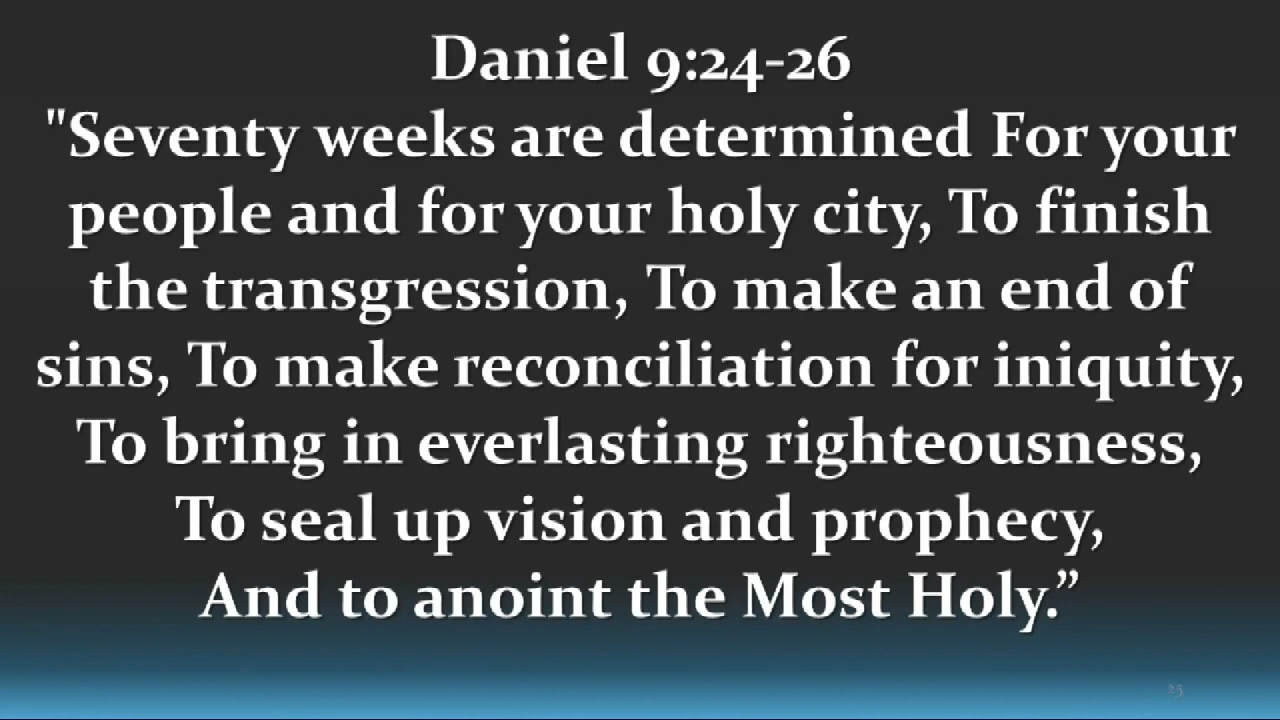 Daniel 9:24-26
"Seventy weeks are determined For your
people and for your holy city, To finish
the transgression, To make an end of
sins, To make reconciliation for iniquity,
To bring in everlasting righteousness,
To seal up vision and prophecy,
And to anoint the Most Holy.”
25